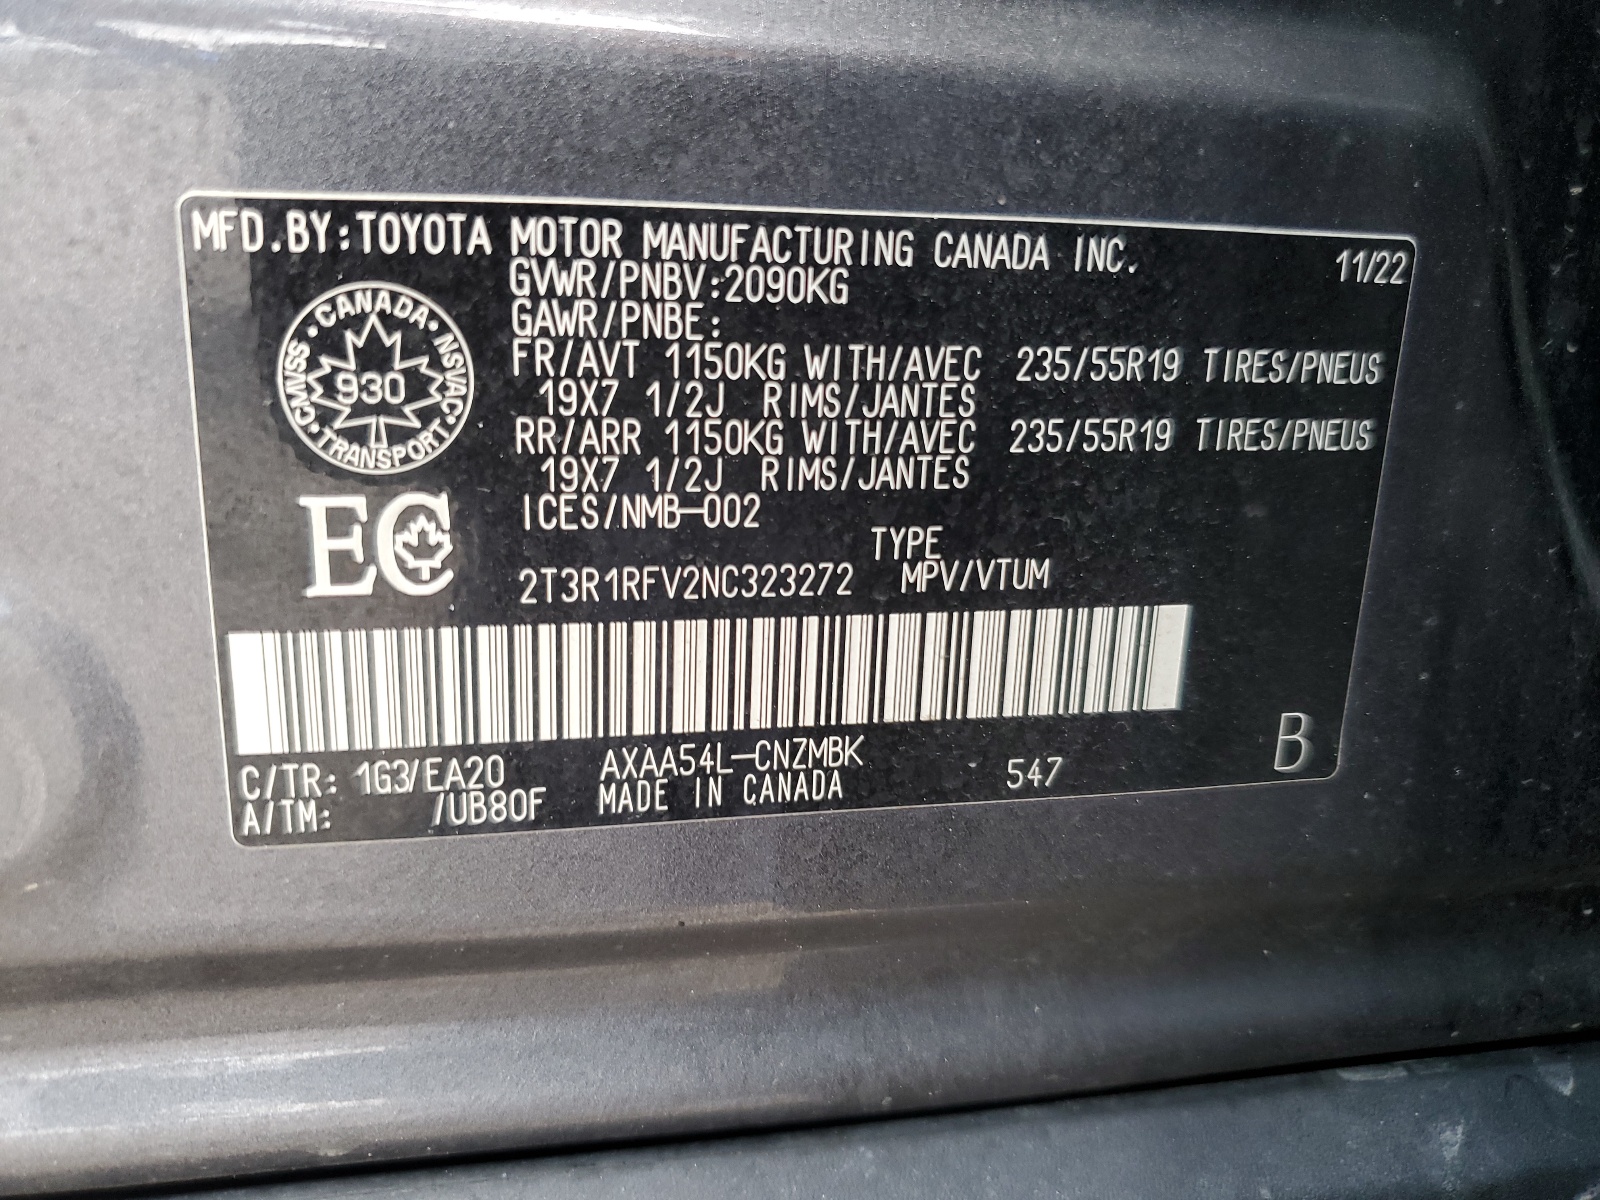 MFD.BY:TOYOTA MOTOR MANUFACTURING CANADA INC. 11/22
GVWR/PNBV:2090KG
GAWR/PNBE:
FR/AVT 1150KG WITH/AVEC 235/55R19 TIRES/PNEUS
19X7 1/2J RIMS/JANTES
RR/ARR 1150KG WITH/AVEC 235/55R19 TIRES/PNEUS
19X7 1/2J RIMS/JANTES
ICES/NMB-002
CANADA · NSVAC · TRANSPORT · CMVSS ·
930
EC
TYPE
2T3R1RFV2NC323272 MPV/VTUM
C/TR: 1G3/EA20 AXAA54L-CNZMBK 547 B
A/TM: /UB80F MADE IN CANADA